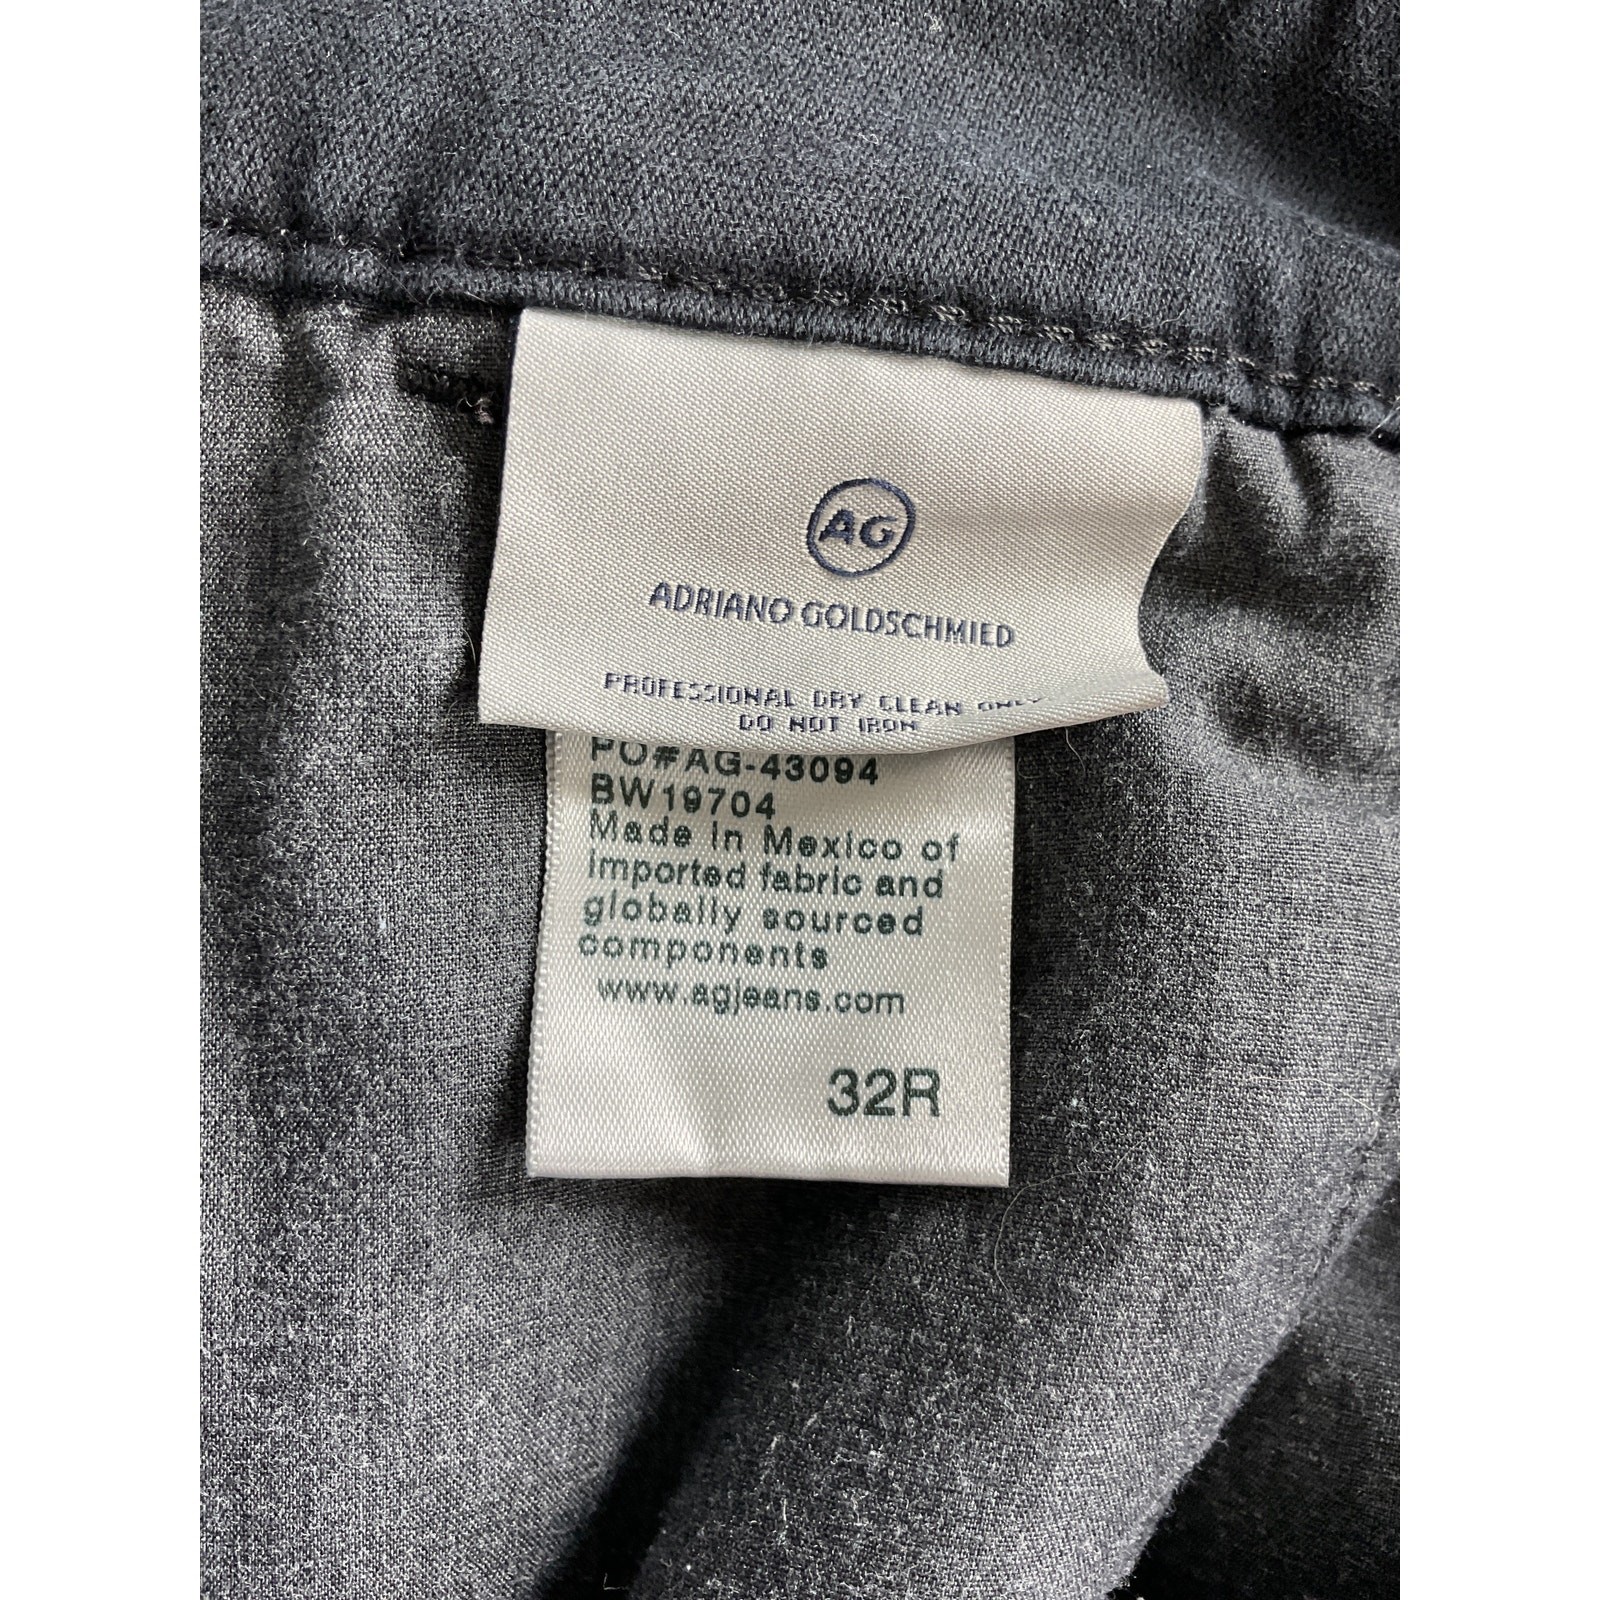 AG
ADRIANO GOLDSCHMIED
PROFESSIONAL DRY CLEAN ONLY
DO NOT IRON
PO#AG-43094
BW19704
Made in Mexico of
imported fabric and
globally sourced
components
www.agjeans.com
32R